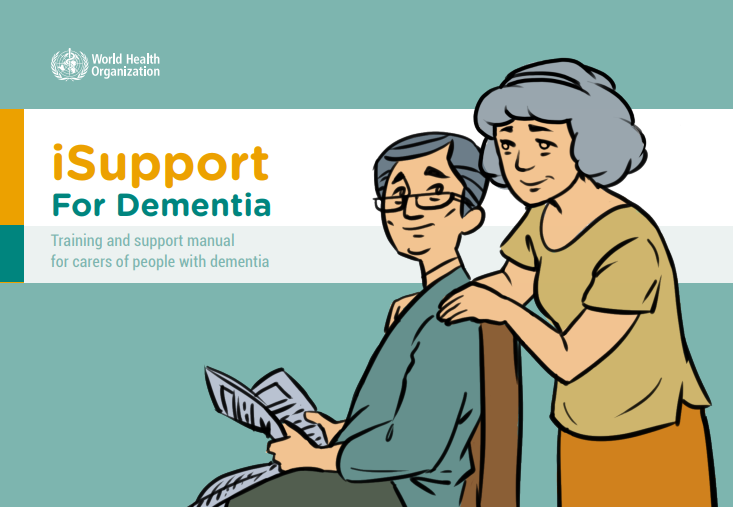 World Health
Organization
iSupport
For Dementia
Training and support manual
for carers of people with dementia